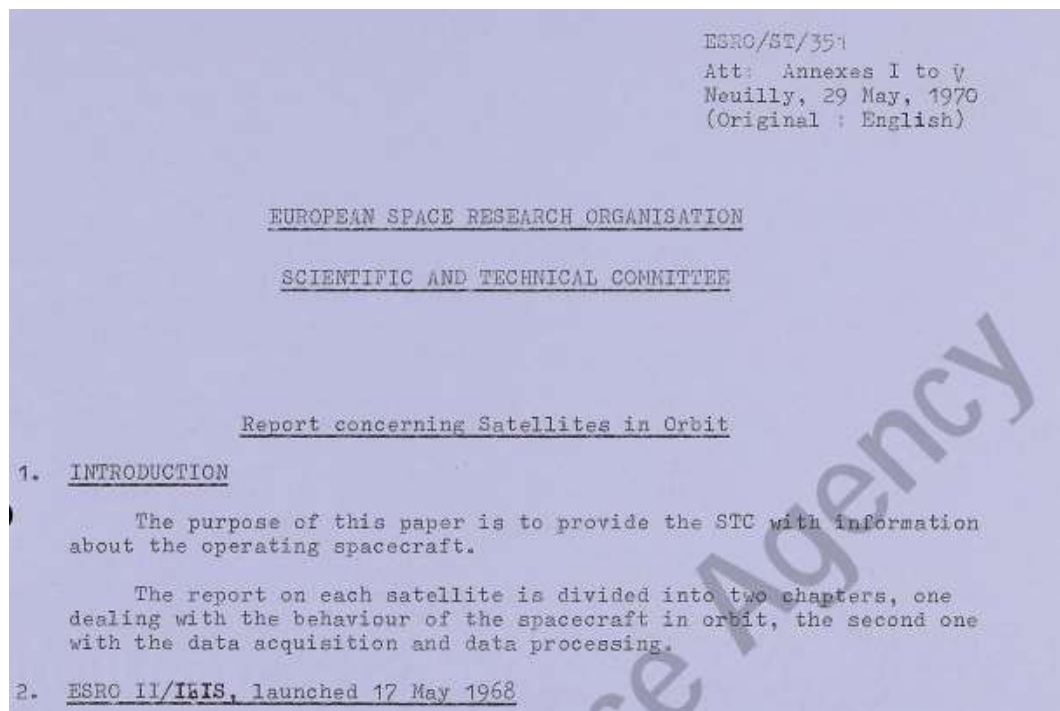 ESRO/ST/351
Att: Annexes I to V
Neuilly, 29 May, 1970
(Original : English)
EUROPEAN SPACE RESEARCH ORGANISATION
SCIENTIFIC AND TECHNICAL COMMITTEE
Report concerning Satellites in Orbit
1. INTRODUCTION
The purpose of this paper is to provide the STC with information
about the operating spacecraft.
The report on each satellite is divided into two chapters, one
dealing with the behaviour of the spacecraft in orbit, the second one
with the data acquisition and data processing.
2. ESRO II/IRIS, launched 17 May 1968
Agency